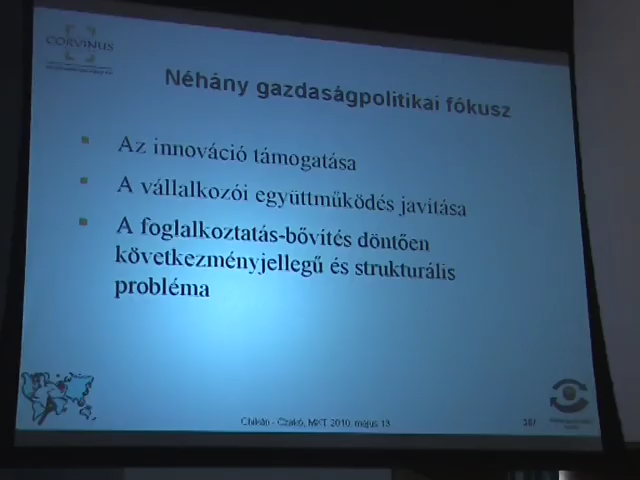 CORVINUS
Néhány gazdaságpolitikai fókusz
Az innováció támogatása
A vállalkozói együttműködés javítása
A foglalkoztatás-bővítés döntően
következményjellegű és strukturális
probléma
Chikán - Czakó, MKT 2010. május 13